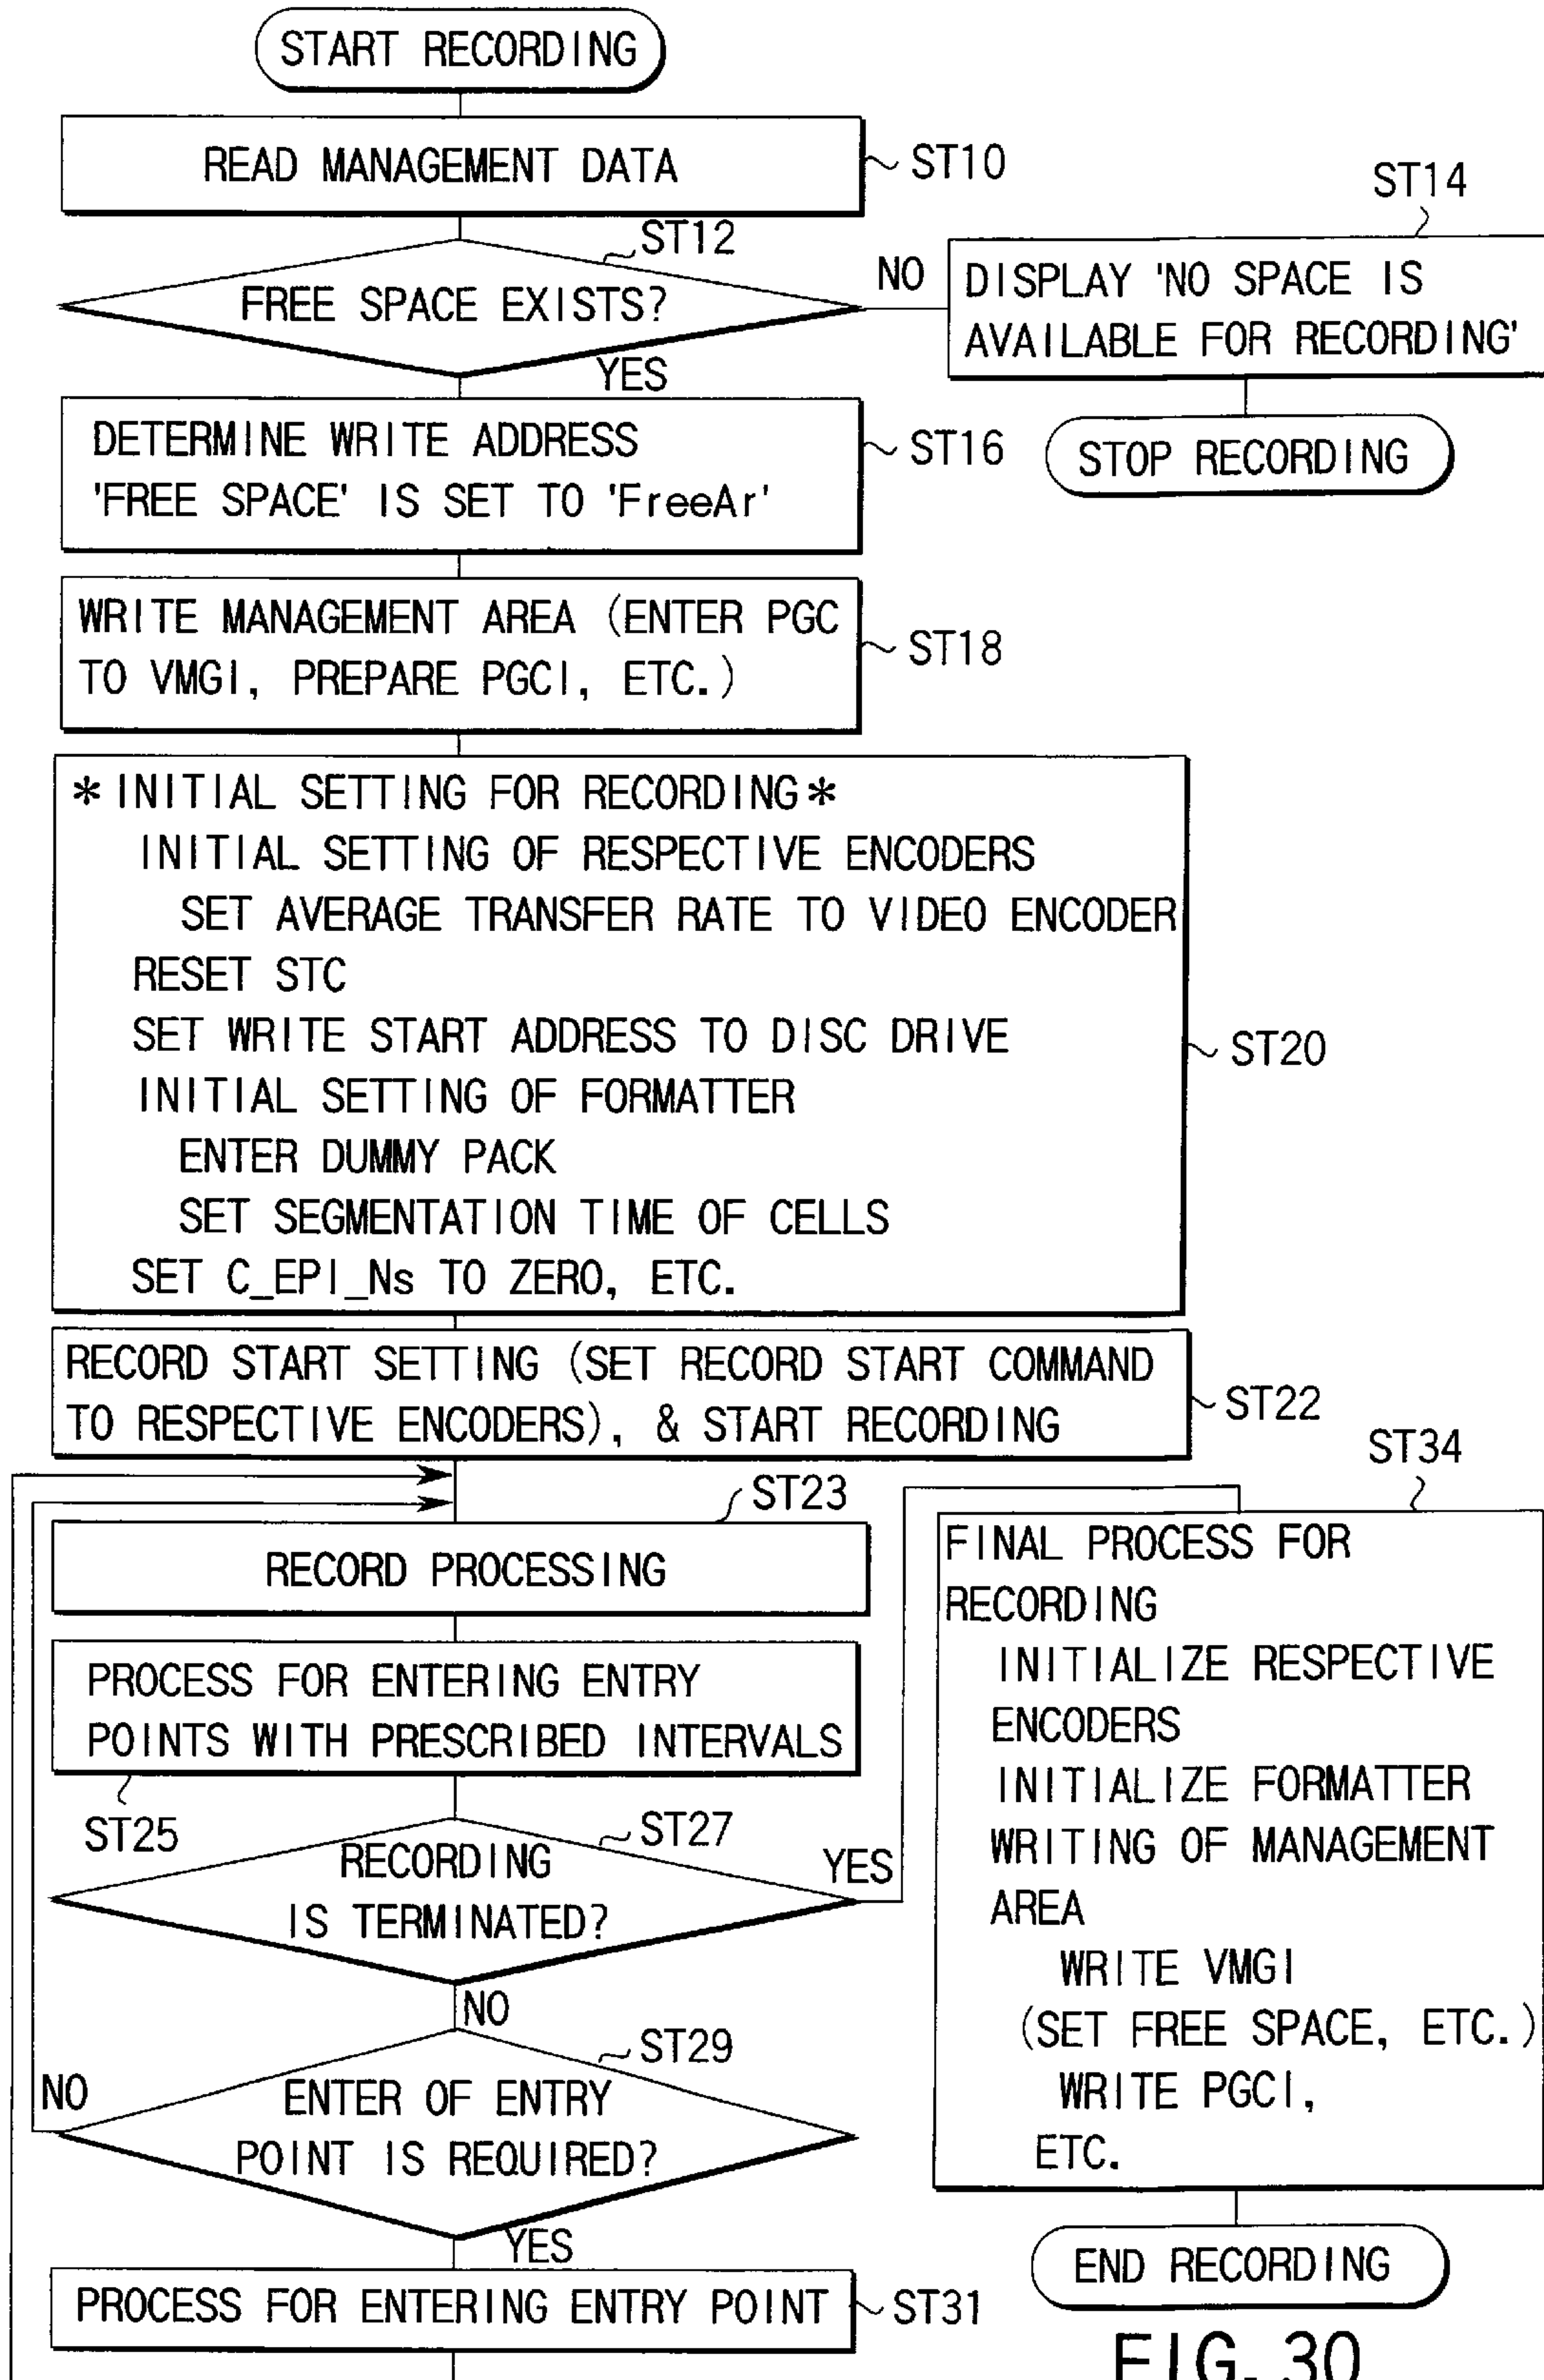 START RECORDING
READ MANAGEMENT DATA
ST10
ST12
FREE SPACE EXISTS?
NO
YES
ST14
DISPLAY 'NO SPACE IS
AVAILABLE FOR RECORDING'
STOP RECORDING
DETERMINE WRITE ADDRESS
'FREE SPACE' IS SET TO 'FreeAr'
ST16
WRITE MANAGEMENT AREA (ENTER PGC
TO VMGI, PREPARE PGCI, ETC.)
ST18
* INITIAL SETTING FOR RECORDING *
INITIAL SETTING OF RESPECTIVE ENCODERS
SET AVERAGE TRANSFER RATE TO VIDEO ENCODER
RESET STC
SET WRITE START ADDRESS TO DISC DRIVE
INITIAL SETTING OF FORMATTER
ENTER DUMMY PACK
SET SEGMENTATION TIME OF CELLS
SET C_EPI_Ns TO ZERO, ETC.
ST20
RECORD START SETTING (SET RECORD START COMMAND
TO RESPECTIVE ENCODERS), & START RECORDING
ST22
ST23
RECORD PROCESSING
PROCESS FOR ENTERING ENTRY
POINTS WITH PRESCRIBED INTERVALS
ST25
ST27
RECORDING
IS TERMINATED?
YES
NO
ST29
ENTER OF ENTRY
POINT IS REQUIRED?
NO
YES
PROCESS FOR ENTERING ENTRY POINT
ST31
ST34
FINAL PROCESS FOR
RECORDING
INITIALIZE RESPECTIVE
ENCODERS
INITIALIZE FORMATTER
WRITING OF MANAGEMENT
AREA
WRITE VMGI
(SET FREE SPACE, ETC.)
WRITE PGCI,
ETC.
END RECORDING
FIG. 30